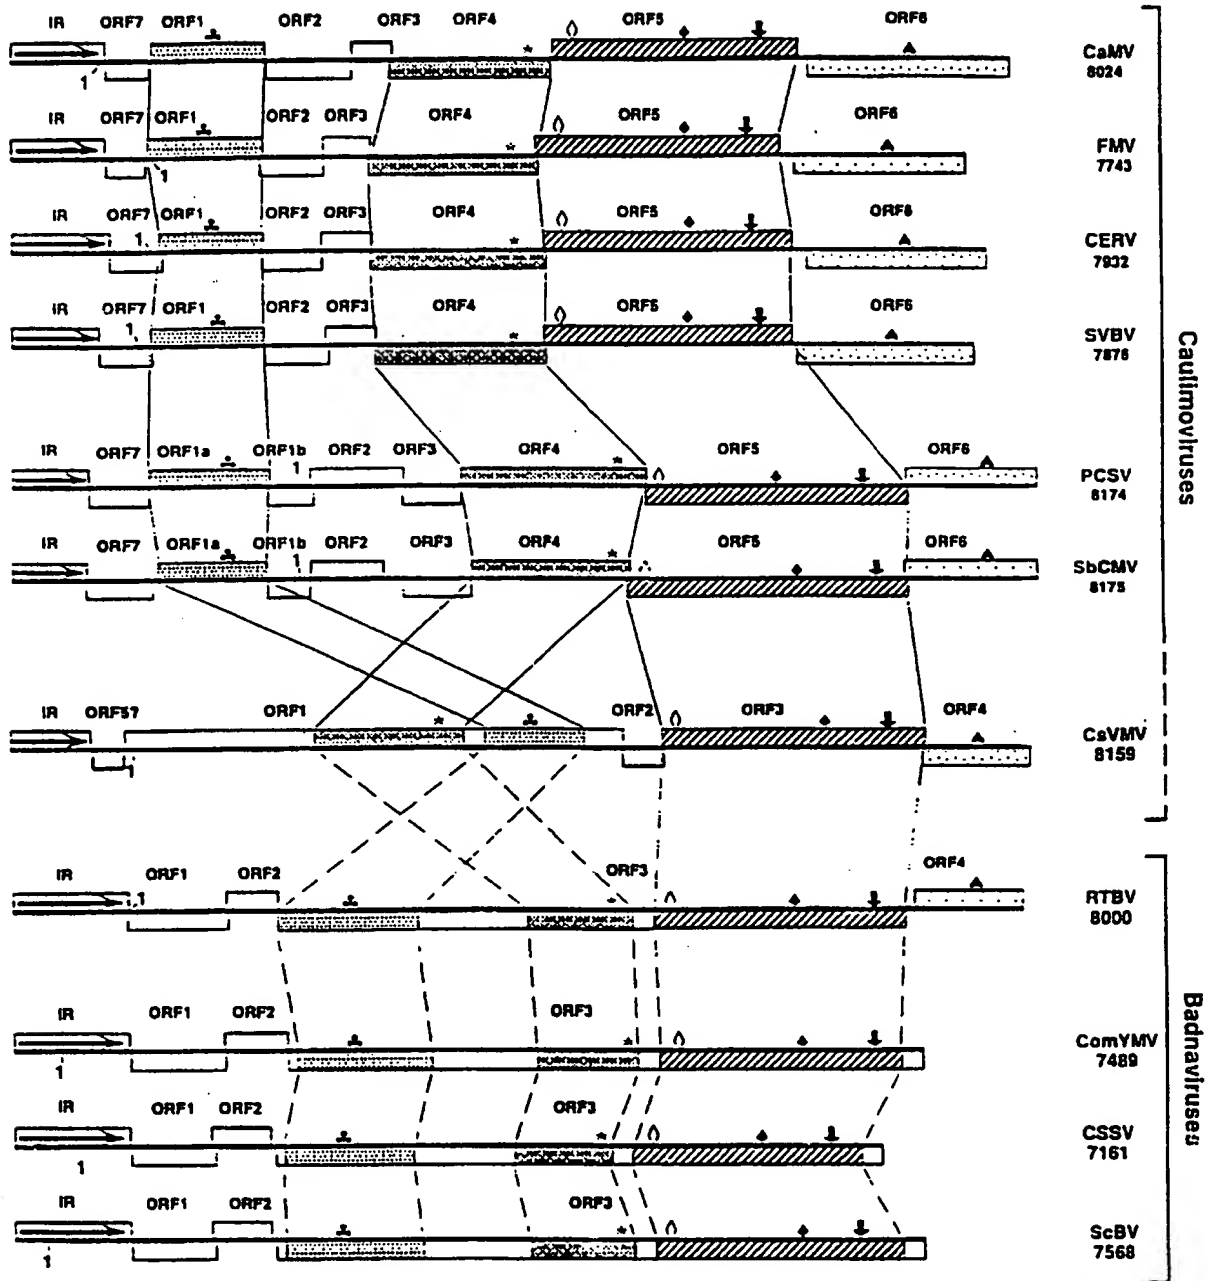 IR ORF7 ORF1 ORF2 ORF3 ORF4 * ORF5 ORF6 CaMV
1 8024
IR ORF7 ORF1 ORF2 ORF3 ORF4 * ORF5 ORF6 FMV
1 7743
IR ORF7 ORF1 ORF2 ORF3 ORF4 * ORF5 ORF6 CERV
1 7932
IR ORF7 ORF1 ORF2 ORF3 ORF4 * ORF5 ORF6 SVBV
1 7876
IR ORF7 ORF1a ORF1b ORF2 ORF3 ORF4 * ORF5 ORF6 PCSV
1 8174
IR ORF7 ORF1a ORF1b ORF2 ORF3 ORF4 * ORF5 ORF6 SbCMV
1 8175
IR ORF5? ORF1 * ORF2 ORF3 ORF4 CsVMV
1 8159
Caulimoviruses
IR ORF1 ORF2 ORF3 ORF4 RTBV
1 8000
IR ORF1 ORF2 ORF3 * ComYMV
1 7489
IR ORF1 ORF2 ORF3 * CSSV
1 7161
IR ORF1 ORF2 ORF3 * ScBV
1 7568
Badnaviruses